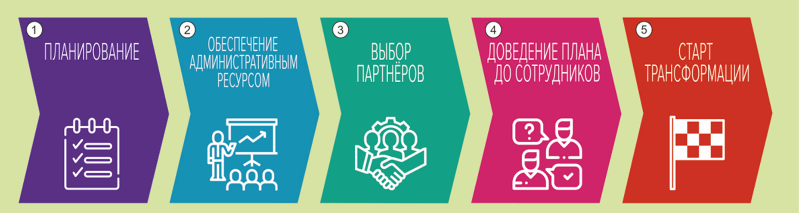 1
ПЛАНИРОВАНИЕ
2
ОБЕСПЕЧЕНИЕ
АДМИНИСТРАТИВНЫМ
РЕСУРСОМ
3
ВЫБОР
ПАРТНЁРОВ
4
ДОВЕДЕНИЕ ПЛАНА
ДО СОТРУДНИКОВ
5
СТАРТ
ТРАНСФОРМАЦИИ
?